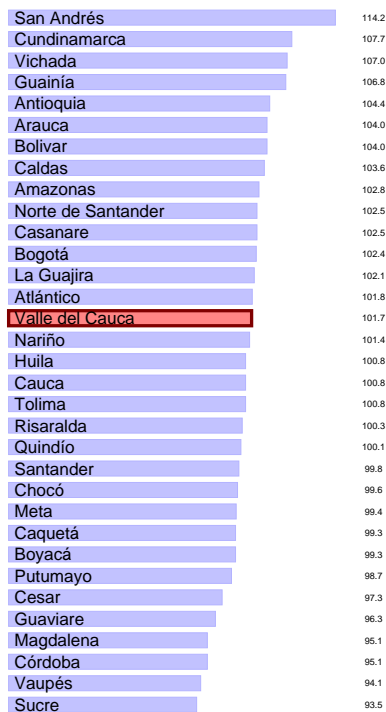 San Andrés 114.2
Cundinamarca 107.7
Vichada 107.0
Guainía 106.8
Antioquia 104.4
Arauca 104.0
Bolivar 104.0
Caldas 103.6
Amazonas 102.8
Norte de Santander 102.5
Casanare 102.5
Bogotá 102.4
La Guajira 102.1
Atlántico 101.8
Valle del Cauca 101.7
Nariño 101.4
Huila 100.8
Cauca 100.8
Tolima 100.8
Risaralda 100.3
Quindío 100.1
Santander 99.8
Chocó 99.6
Meta 99.4
Caquetá 99.3
Boyacá 99.3
Putumayo 98.7
Cesar 97.3
Guaviare 96.3
Magdalena 95.1
Córdoba 95.1
Vaupés 94.1
Sucre 93.5